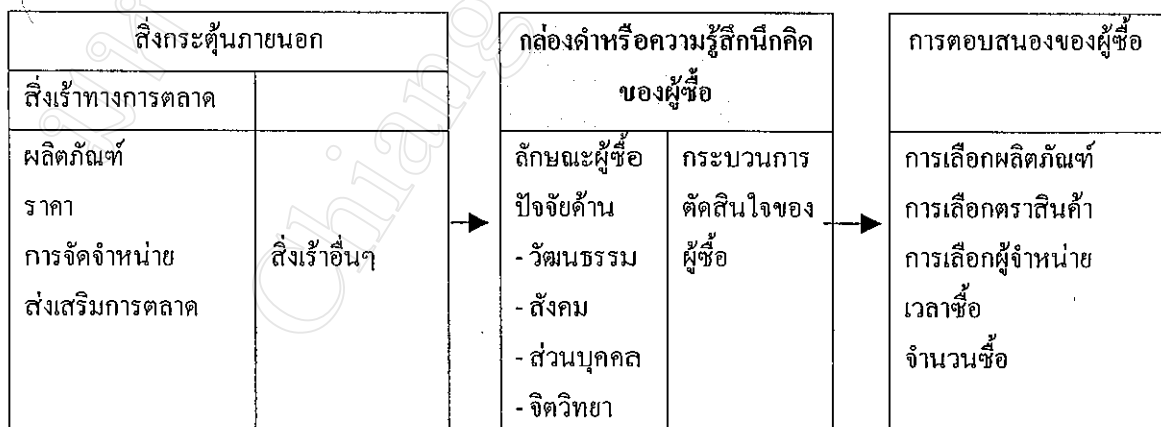 สิ่งกระตุ้นภายนอก
สิ่งเร้าทางการตลาด
ผลิตภัณฑ์
ราคา
การจัดจำหน่าย
ส่งเสริมการตลาด
สิ่งเร้าอื่นๆ
กล่องดำหรือความรู้สึกนึกคิด
ของผู้ซื้อ
ลักษณะผู้ซื้อ
ปัจจัยด้าน
- วัฒนธรรม
- สังคม
- ส่วนบุคคล
- จิตวิทยา
กระบวนการ
ตัดสินใจของ
ผู้ซื้อ
การตอบสนองของผู้ซื้อ
การเลือกผลิตภัณฑ์
การเลือกตราสินค้า
การเลือกผู้จำหน่าย
เวลาซื้อ
จำนวนซื้อ
Chiang